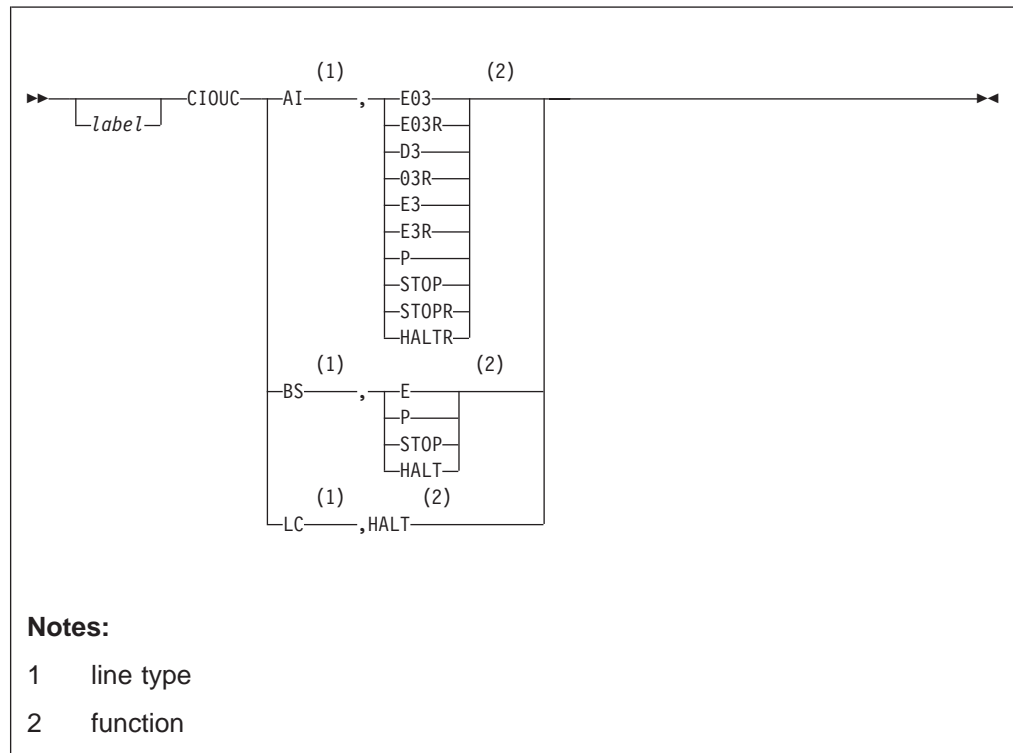 (1) (2)
CIOUC AI , E03
label E03R
D3
03R
E3
E3R
P
STOP
STOPR
HALTR
(1) (2)
BS , E
P
STOP
HALT
(1) (2)
LC ,HALT
Notes:
1 line type
2 function